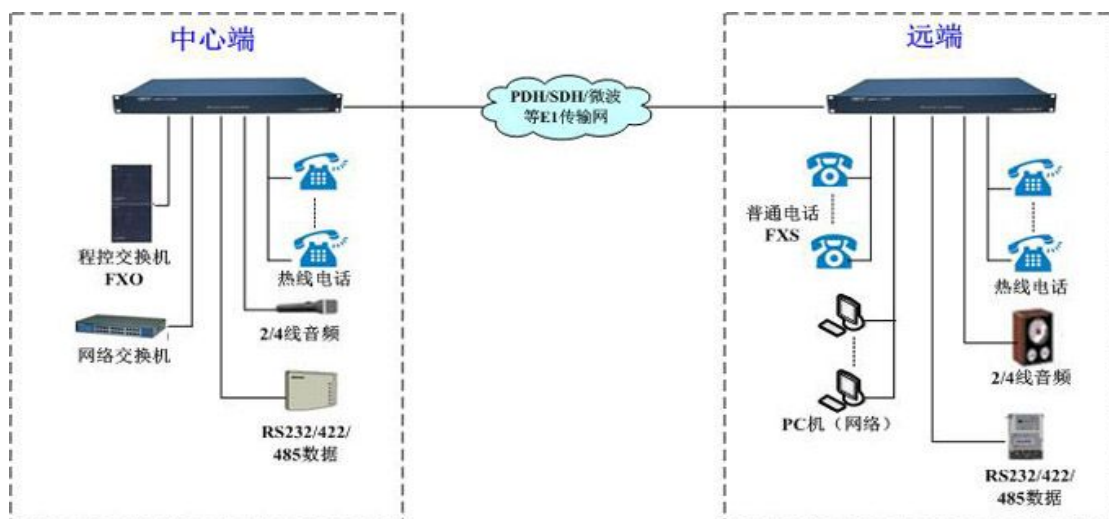 中心端
远端
PDH/SDH/微波
等E1传输网
程控交换机
FXO
网络交换机
热线电话
2/4线音频
RS232/422/
485数据
普通电话
FXS
PC机（网络）
热线电话
2/4线音频
RS232/422/
485数据